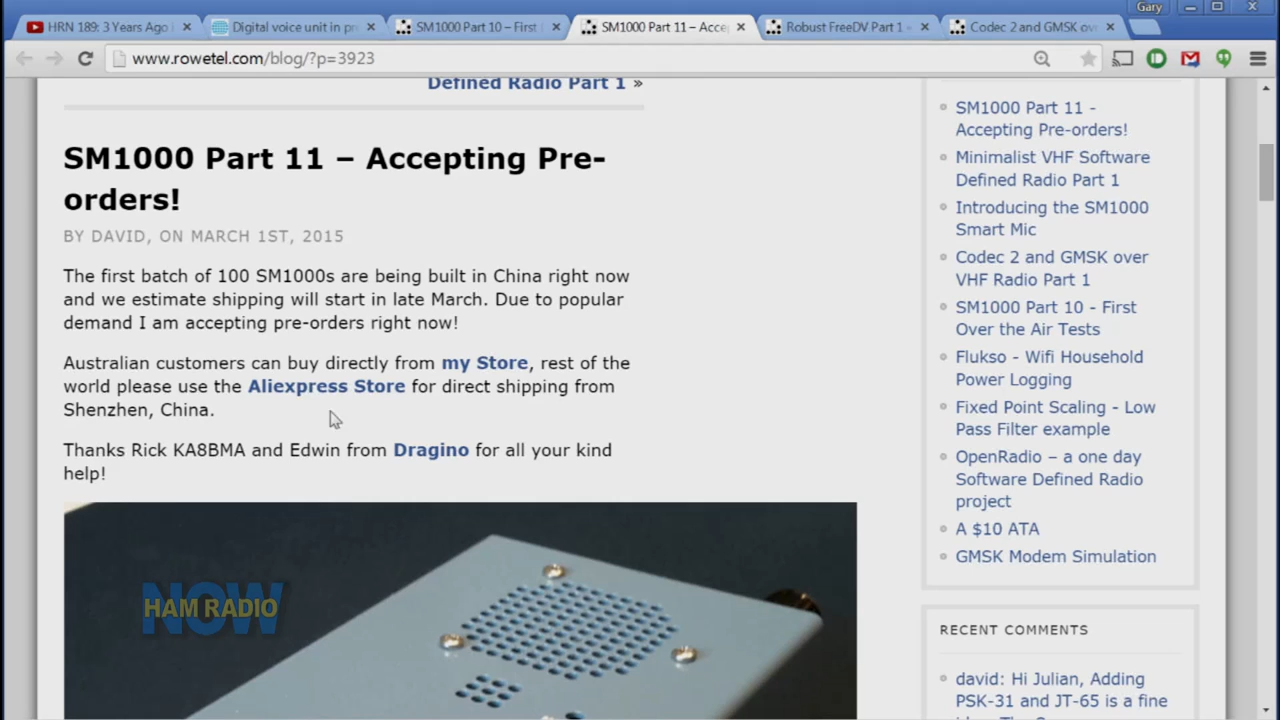 Gary
HRN 189: 3 Years Ago
Digital voice unit in pr
SM1000 Part 10 – First
SM1000 Part 11 – Acce
Robust FreeDV Part 1
Codec 2 and GMSK ov
www.rowetel.com/blog/?p=3923
Defined Radio Part 1 »
SM1000 Part 11 – Accepting Pre-
orders!
BY DAVID, ON MARCH 1ST, 2015
The first batch of 100 SM1000s are being built in China right now
and we estimate shipping will start in late March. Due to popular
demand I am accepting pre-orders right now!
Australian customers can buy directly from my Store, rest of the
world please use the Aliexpress Store for direct shipping from
Shenzhen, China.
Thanks Rick KA8BMA and Edwin from Dragino for all your kind
help!
NOW
HAM RADIO
SM1000 Part 11 -
Accepting Pre-orders!
Minimalist VHF Software
Defined Radio Part 1
Introducing the SM1000
Smart Mic
Codec 2 and GMSK over
VHF Radio Part 1
SM1000 Part 10 - First
Over the Air Tests
Flukso - Wifi Household
Power Logging
Fixed Point Scaling - Low
Pass Filter example
OpenRadio – a one day
Software Defined Radio
project
A $10 ATA
GMSK Modem Simulation
RECENT COMMENTS
david: Hi Julian, Adding
PSK-31 and JT-65 is a fine